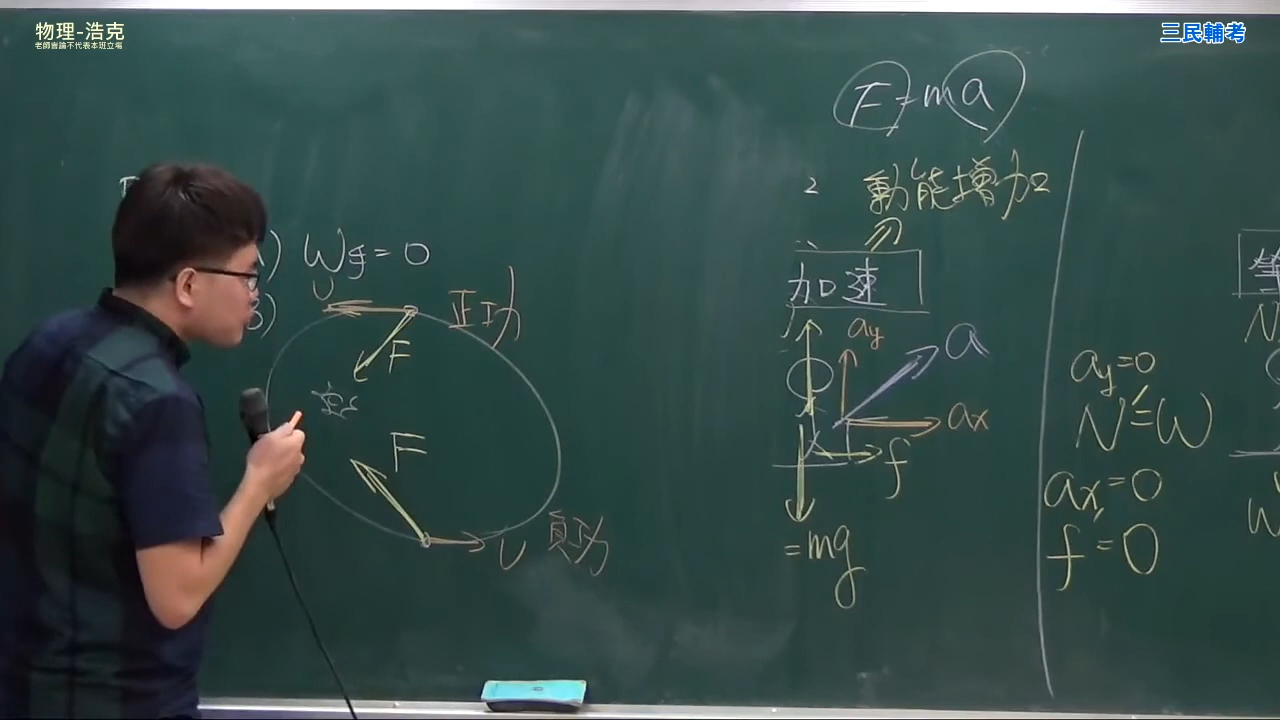 物理-浩克
老師言論不代表本班立場
三民輔考
W手=0
υ
正功
F
F
υ
負功
F=ma
2
動能增加
加速
ay
a
ax
f
=mg
ay=0
N=W
ax=0
f=0
N
W